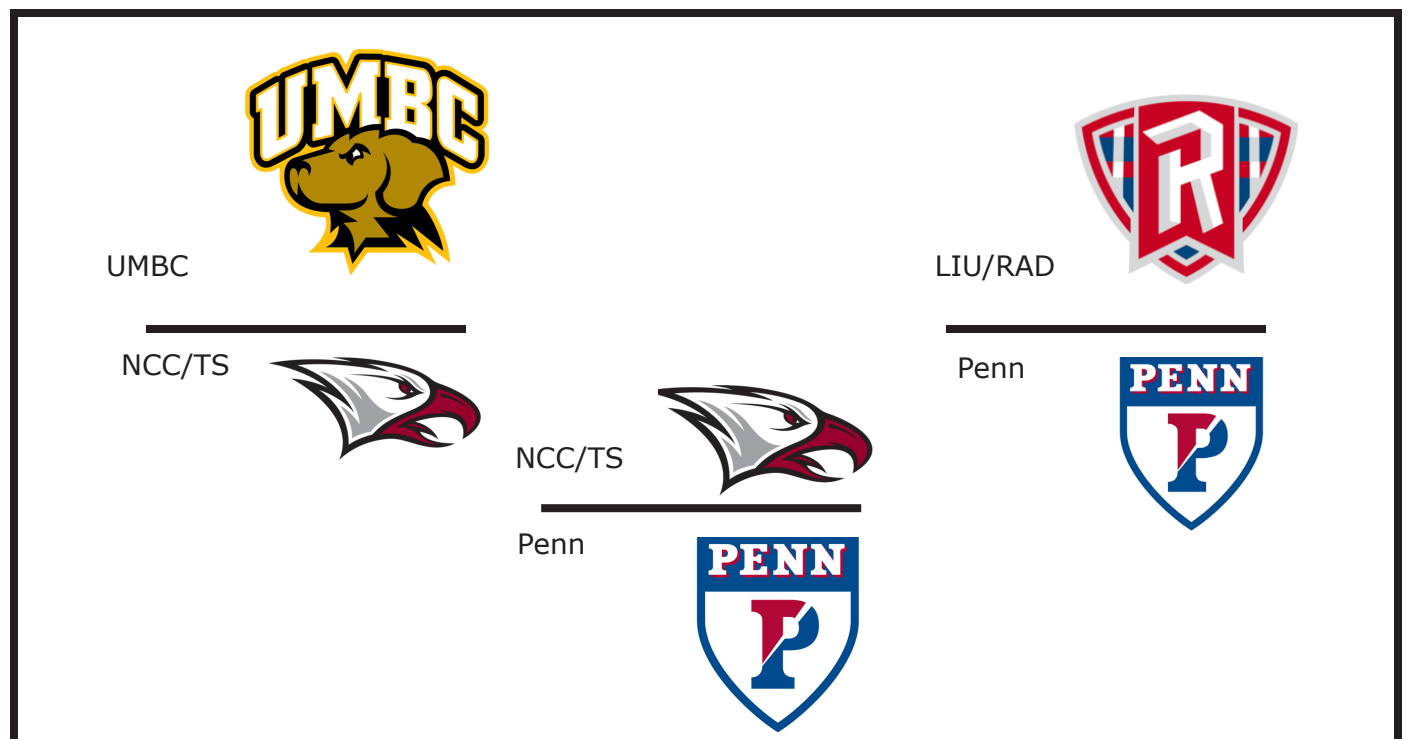 UMBC
UMBC
NCC/TS
NCC/TS
Penn
PENN
P
R
LIU/RAD
Penn
PENN
P